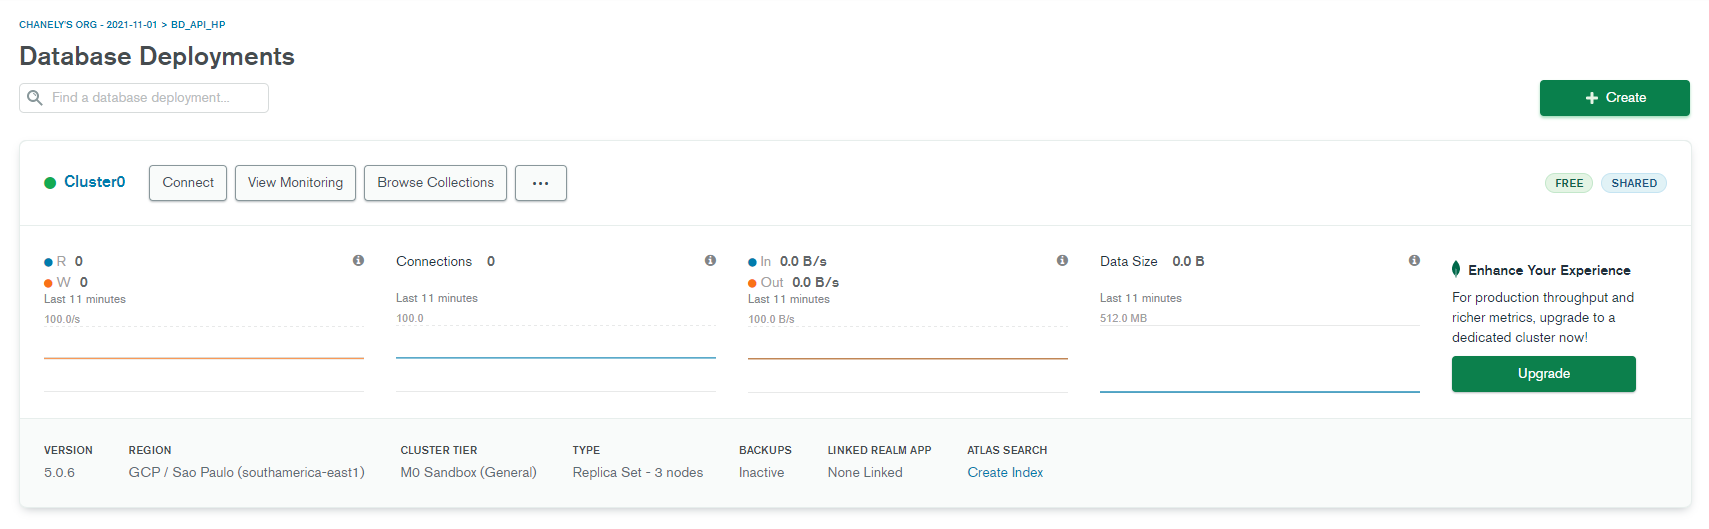 CHANELY'S ORG - 2021-11-01 > BD_API_HP
Database Deployments
Find a database deployment...
+ Create
Cluster0
Connect
View Monitoring
Browse Collections
...
FREE
SHARED
R 0
W 0
Last 11 minutes
100.0/s
Connections 0
Last 11 minutes
100.0
In 0.0 B/s
Out 0.0 B/s
Last 11 minutes
100.0 B/s
Data Size 0.0 B
Last 11 minutes
512.0 MB
Enhance Your Experience
For production throughput and
richer metrics, upgrade to a
dedicated cluster now!
Upgrade
VERSION
5.0.6
REGION
GCP / Sao Paulo (southamerica-east1)
CLUSTER TIER
M0 Sandbox (General)
TYPE
Replica Set - 3 nodes
BACKUPS
Inactive
LINKED REALM APP
None Linked
ATLAS SEARCH
Create Index